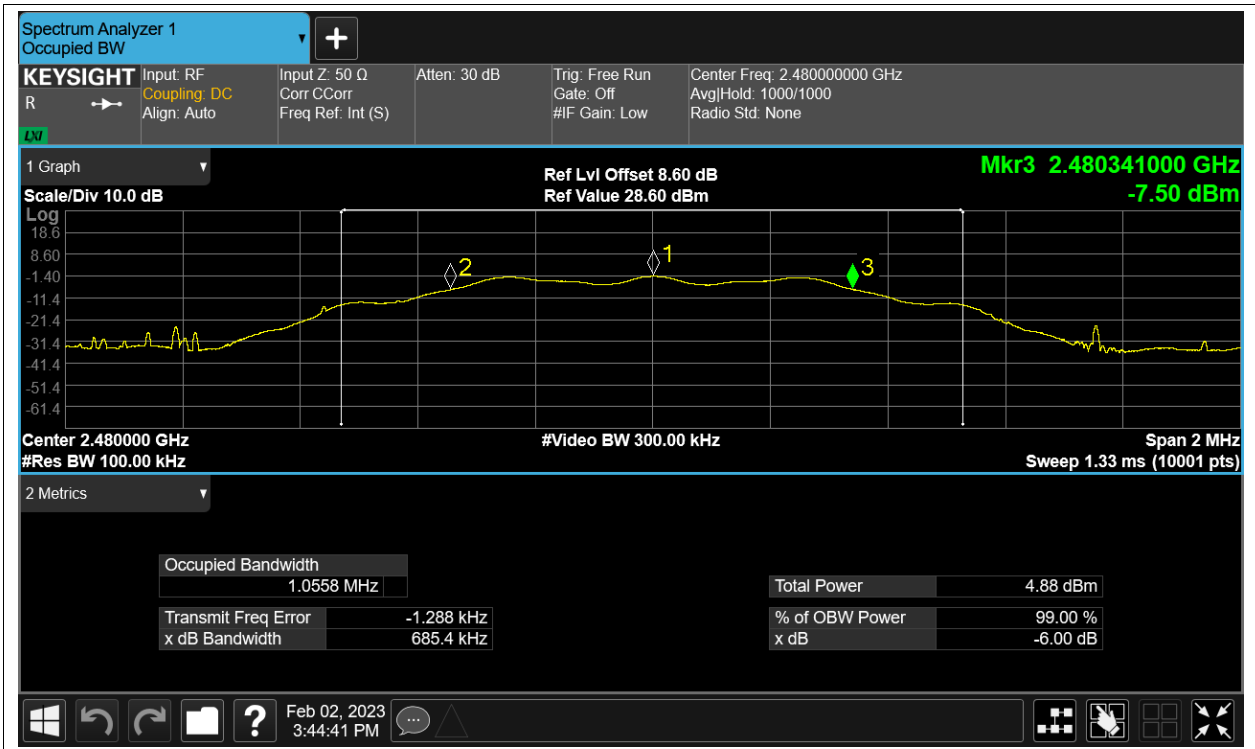 Spectrum Analyzer 1
Occupied BW
KEYSIGHT
R
LXI
Input: RF
Coupling: DC
Align: Auto
Input Z: 50 Ω
Corr CCorr
Freq Ref: Int (S)
Atten: 30 dB
Trig: Free Run
Gate: Off
#IF Gain: Low
Center Freq: 2.480000000 GHz
Avg|Hold: 1000/1000
Radio Std: None
1 Graph
Scale/Div 10.0 dB
Ref Lvl Offset 8.60 dB
Ref Value 28.60 dBm
Mkr3 2.480341000 GHz
-7.50 dBm
Log
18.6
8.60
-1.40
-11.4
-21.4
-31.4
-41.4
-51.4
-61.4
2
1
3
Center 2.480000 GHz
#Video BW 300.00 kHz
Span 2 MHz
#Res BW 100.00 kHz
Sweep 1.33 ms (10001 pts)
2 Metrics
Occupied Bandwidth
1.0558 MHz
Total Power 4.88 dBm
Transmit Freq Error -1.288 kHz
% of OBW Power 99.00 %
x dB Bandwidth 685.4 kHz
x dB -6.00 dB
?
Feb 02, 2023
3:44:41 PM